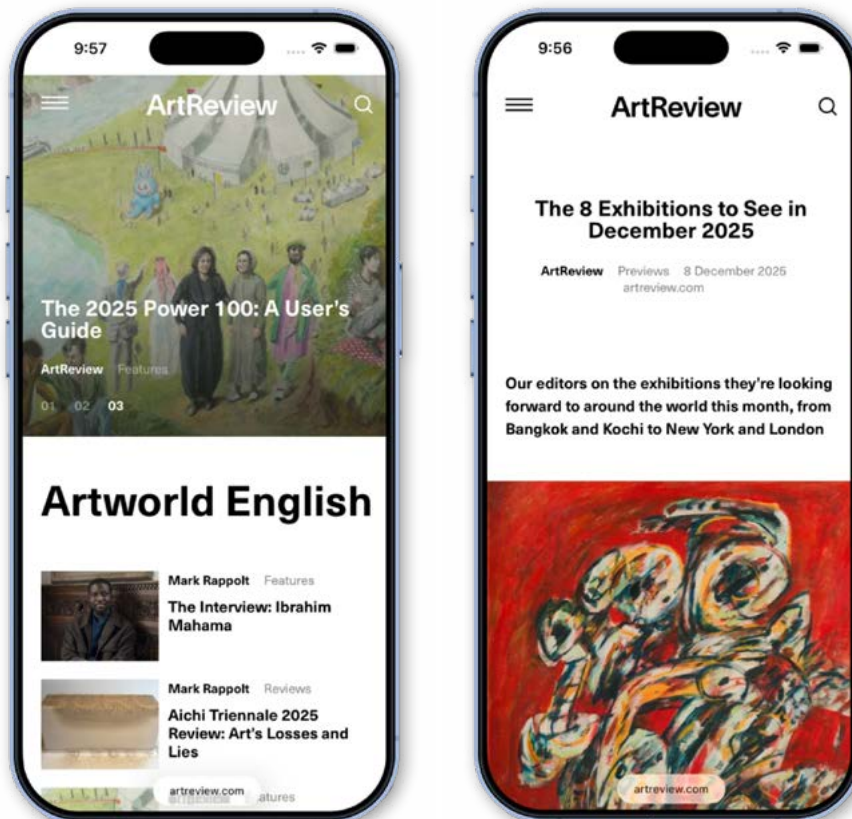 9:57
ArtReview
The 2025 Power 100: A User's
Guide
ArtReview Features
01 02 03
Artworld English
Mark Rappolt Features
The Interview: Ibrahim
Mahama
Mark Rappolt Reviews
Aichi Triennale 2025
Review: Art's Losses and
Lies
artreview.com
atures
9:56
ArtReview
The 8 Exhibitions to See in
December 2025
ArtReview Previews 8 December 2025
artreview.com
Our editors on the exhibitions they're looking
forward to around the world this month, from
Bangkok and Kochi to New York and London
artreview.com